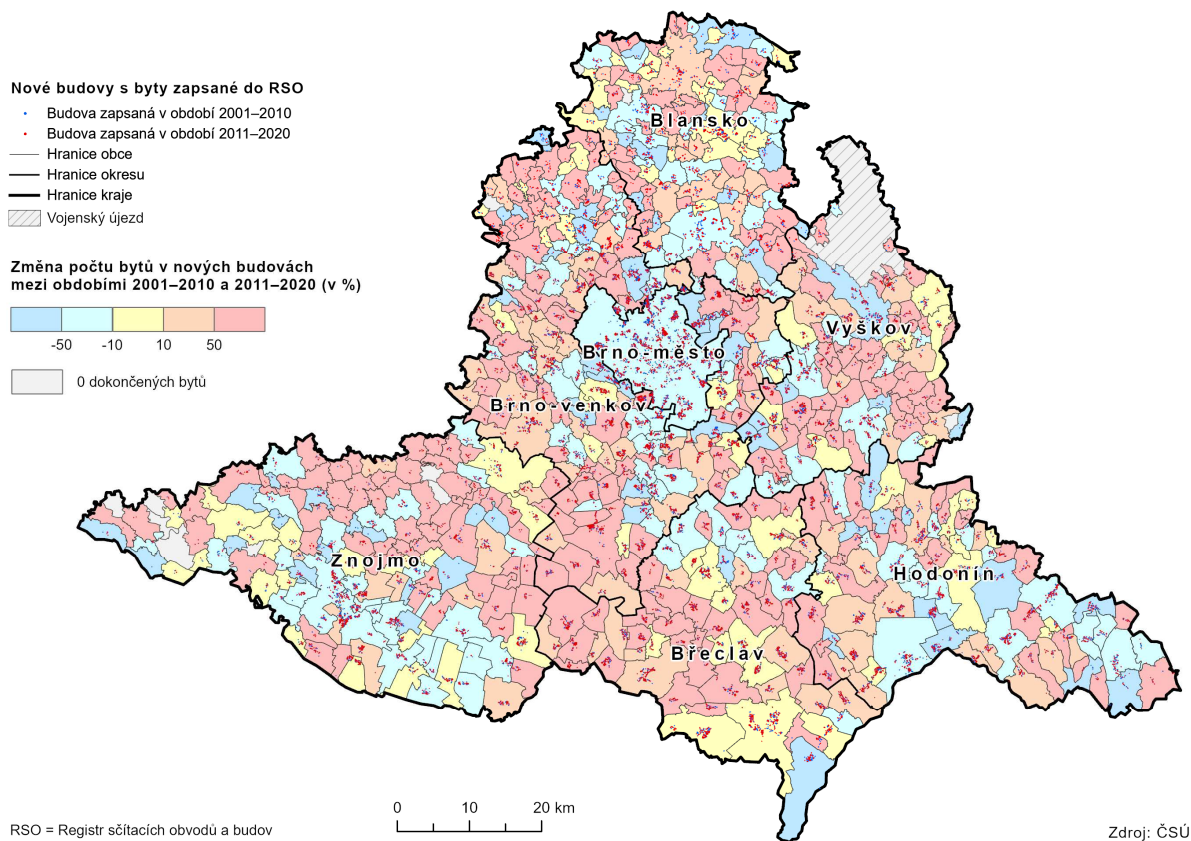 Nové budovy s byty zapsané do RSO
Budova zapsaná v období 2001–2010
Budova zapsaná v období 2011–2020
Hranice obce
Hranice okresu
Hranice kraje
Vojenský újezd
Změna počtu bytů v nových budovách
mezi obdobími 2001–2010 a 2011–2020 (v %)
-50 -10 10 50
0 dokončených bytů
Blansko
Vyškov
Brno-město
Brno-venkov
Znojmo
Hodonín
Břeclav
0 10 20 km
RSO = Registr sčítacích obvodů a budov
Zdroj: ČSÚ